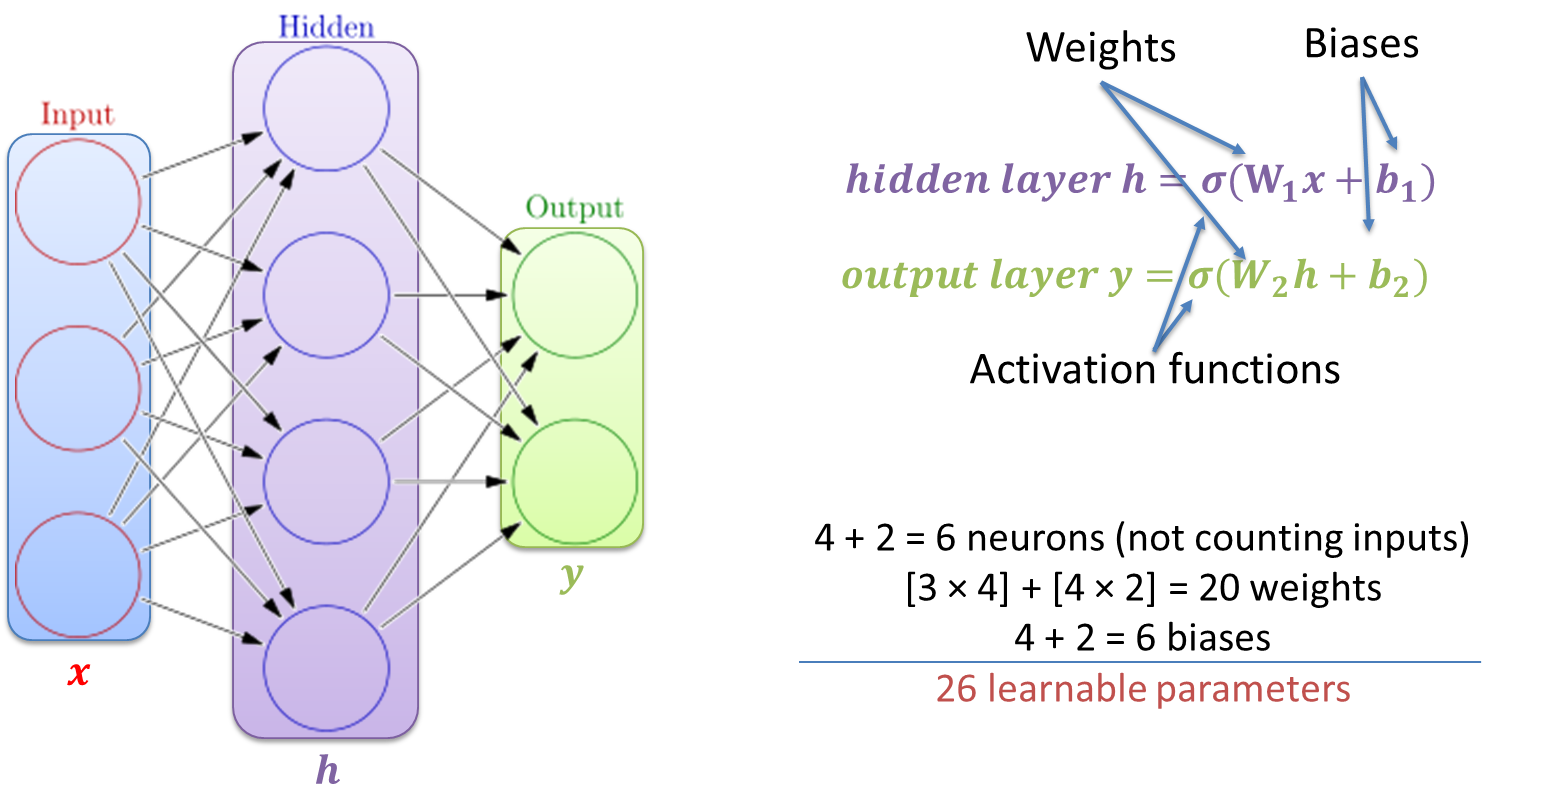 Hidden
Input
Output
x
h
y
Weights
Biases
hidden layer h = σ(W₁x + b₁)
output layer y = σ(W₂h + b₂)
Activation functions
4 + 2 = 6 neurons (not counting inputs)
[3 × 4] + [4 × 2] = 20 weights
4 + 2 = 6 biases
26 learnable parameters